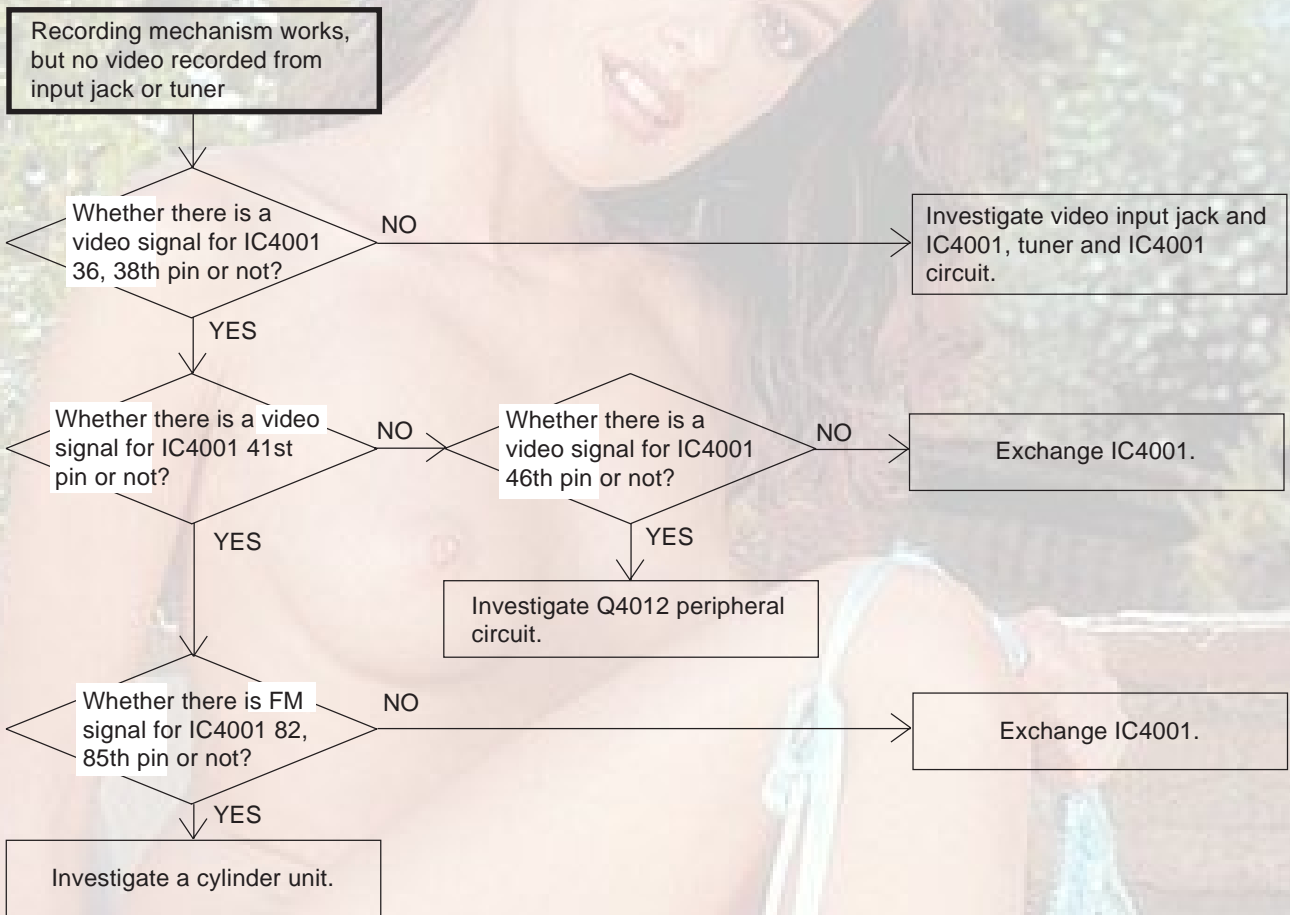 Recording mechanism works,
but no video recorded from
input jack or tuner
Whether there is a
video signal for IC4001
36, 38th pin or not?
NO
Investigate video input jack and
IC4001, tuner and IC4001
circuit.
YES
Whether there is a video
signal for IC4001 41st
pin or not?
NO
Whether there is a
video signal for IC4001
46th pin or not?
NO
Exchange IC4001.
YES
YES
Investigate Q4012 peripheral
circuit.
Whether there is FM
signal for IC4001 82,
85th pin or not?
NO
Exchange IC4001.
YES
Investigate a cylinder unit.